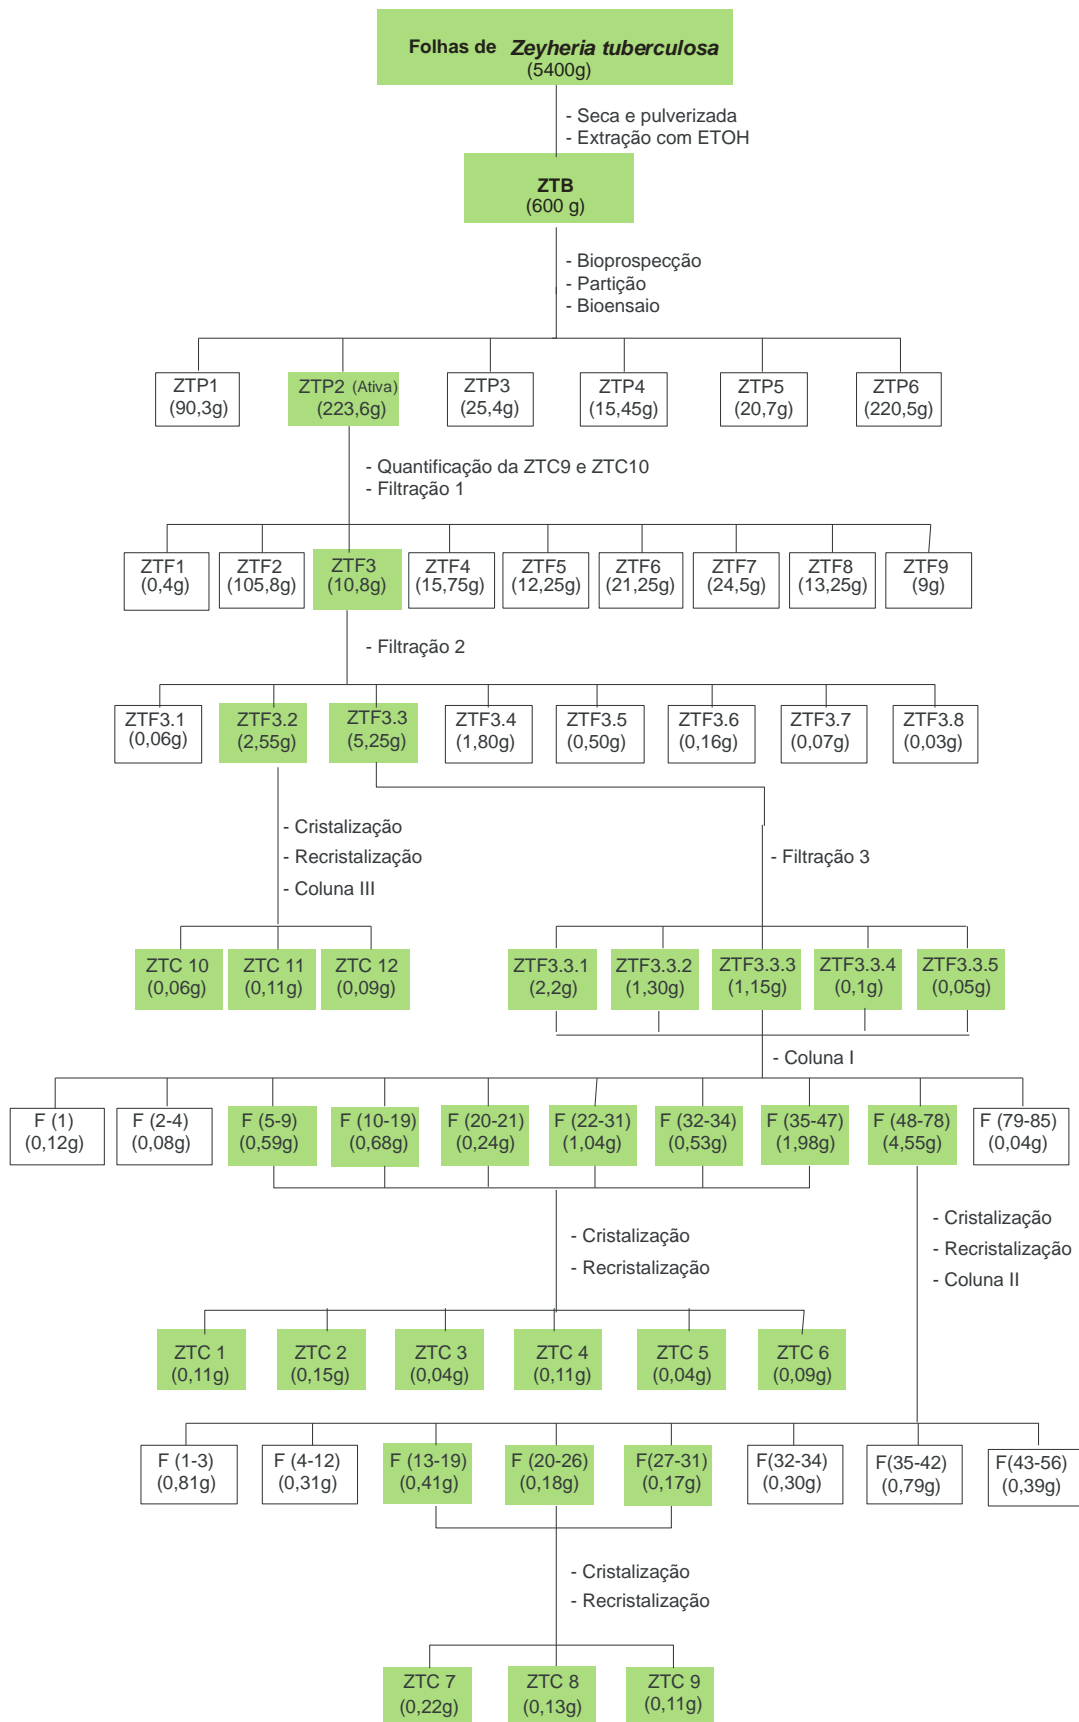 Folhas de Zeyheria tuberculosa
(5400g)
- Seca e pulverizada
- Extração com ETOH
ZTB
(600 g)
- Bioprospecção
- Partição
- Bioensaio
ZTP1
(90,3g)
ZTP2 (Ativa)
(223,6g)
ZTP3
(25,4g)
ZTP4
(15,45g)
ZTP5
(20,7g)
ZTP6
(220,5g)
- Quantificação da ZTC9 e ZTC10
- Filtração 1
ZTF1
(0,4g)
ZTF2
(105,8g)
ZTF3
(10,8g)
ZTF4
(15,75g)
ZTF5
(12,25g)
ZTF6
(21,25g)
ZTF7
(24,5g)
ZTF8
(13,25g)
ZTF9
(9g)
- Filtração 2
ZTF3.1
(0,06g)
ZTF3.2
(2,55g)
ZTF3.3
(5,25g)
ZTF3.4
(1,80g)
ZTF3.5
(0,50g)
ZTF3.6
(0,16g)
ZTF3.7
(0,07g)
ZTF3.8
(0,03g)
- Cristalização
- Recristalização
- Coluna III
- Filtração 3
ZTC 10
(0,06g)
ZTC 11
(0,11g)
ZTC 12
(0,09g)
ZTF3.3.1
(2,2g)
ZTF3.3.2
(1,30g)
ZTF3.3.3
(1,15g)
ZTF3.3.4
(0,1g)
ZTF3.3.5
(0,05g)
- Coluna I
F (1)
(0,12g)
F (2-4)
(0,08g)
F (5-9)
(0,59g)
F (10-19)
(0,68g)
F (20-21)
(0,24g)
F (22-31)
(1,04g)
F (32-34)
(0,53g)
F (35-47)
(1,98g)
F (48-78)
(4,55g)
F (79-85)
(0,04g)
- Cristalização
- Recristalização
- Cristalização
- Recristalização
- Coluna II
ZTC 1
(0,11g)
ZTC 2
(0,15g)
ZTC 3
(0,04g)
ZTC 4
(0,11g)
ZTC 5
(0,04g)
ZTC 6
(0,09g)
F (1-3)
(0,81g)
F (4-12)
(0,31g)
F (13-19)
(0,41g)
F (20-26)
(0,18g)
F(27-31)
(0,17g)
F(32-34)
(0,30g)
F(35-42)
(0,79g)
F(43-56)
(0,39g)
- Cristalização
- Recristalização
ZTC 7
(0,22g)
ZTC 8
(0,13g)
ZTC 9
(0,11g)